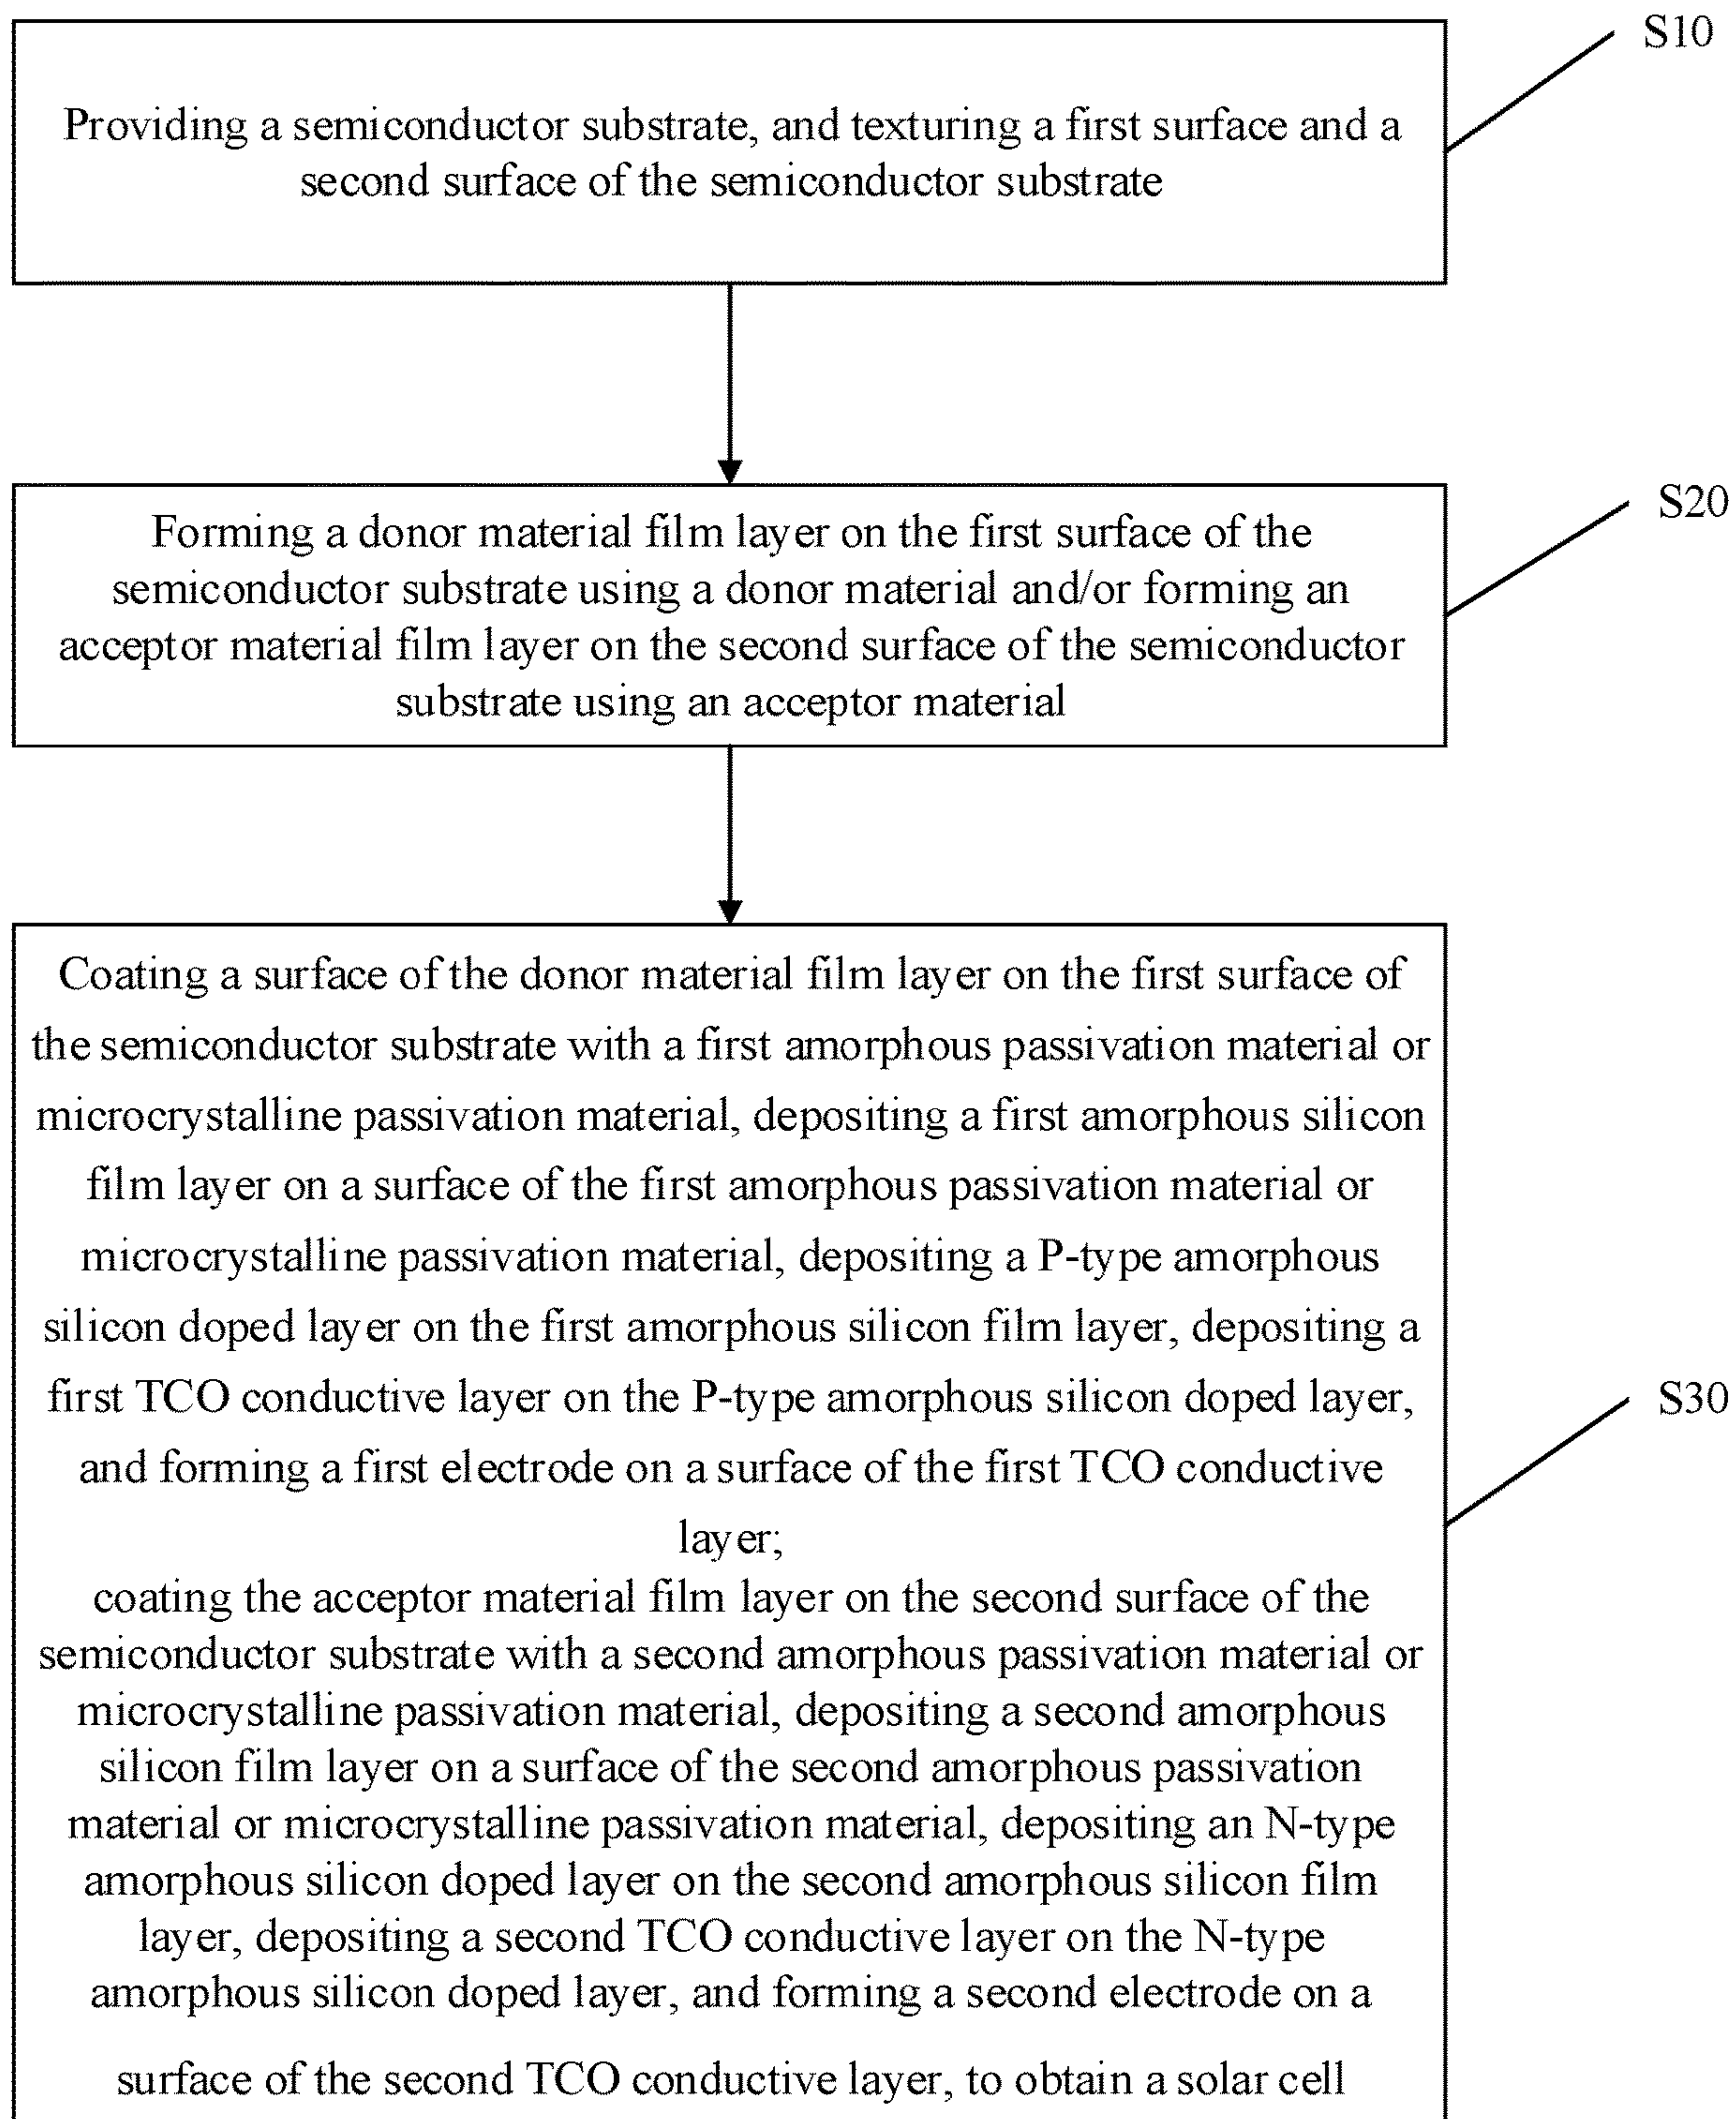 S10
Providing a semiconductor substrate, and texturing a first surface and a
second surface of the semiconductor substrate
S20
Forming a donor material film layer on the first surface of the
semiconductor substrate using a donor material and/or forming an
acceptor material film layer on the second surface of the semiconductor
substrate using an acceptor material
Coating a surface of the donor material film layer on the first surface of
the semiconductor substrate with a first amorphous passivation material or
microcrystalline passivation material, depositing a first amorphous silicon
film layer on a surface of the first amorphous passivation material or
microcrystalline passivation material, depositing a P-type amorphous
silicon doped layer on the first amorphous silicon film layer, depositing a
first TCO conductive layer on the P-type amorphous silicon doped layer,
and forming a first electrode on a surface of the first TCO conductive
layer;
coating the acceptor material film layer on the second surface of the
semiconductor substrate with a second amorphous passivation material or
microcrystalline passivation material, depositing a second amorphous
silicon film layer on a surface of the second amorphous passivation
material or microcrystalline passivation material, depositing an N-type
amorphous silicon doped layer on the second amorphous silicon film
layer, depositing a second TCO conductive layer on the N-type
amorphous silicon doped layer, and forming a second electrode on a
surface of the second TCO conductive layer, to obtain a solar cell
S30